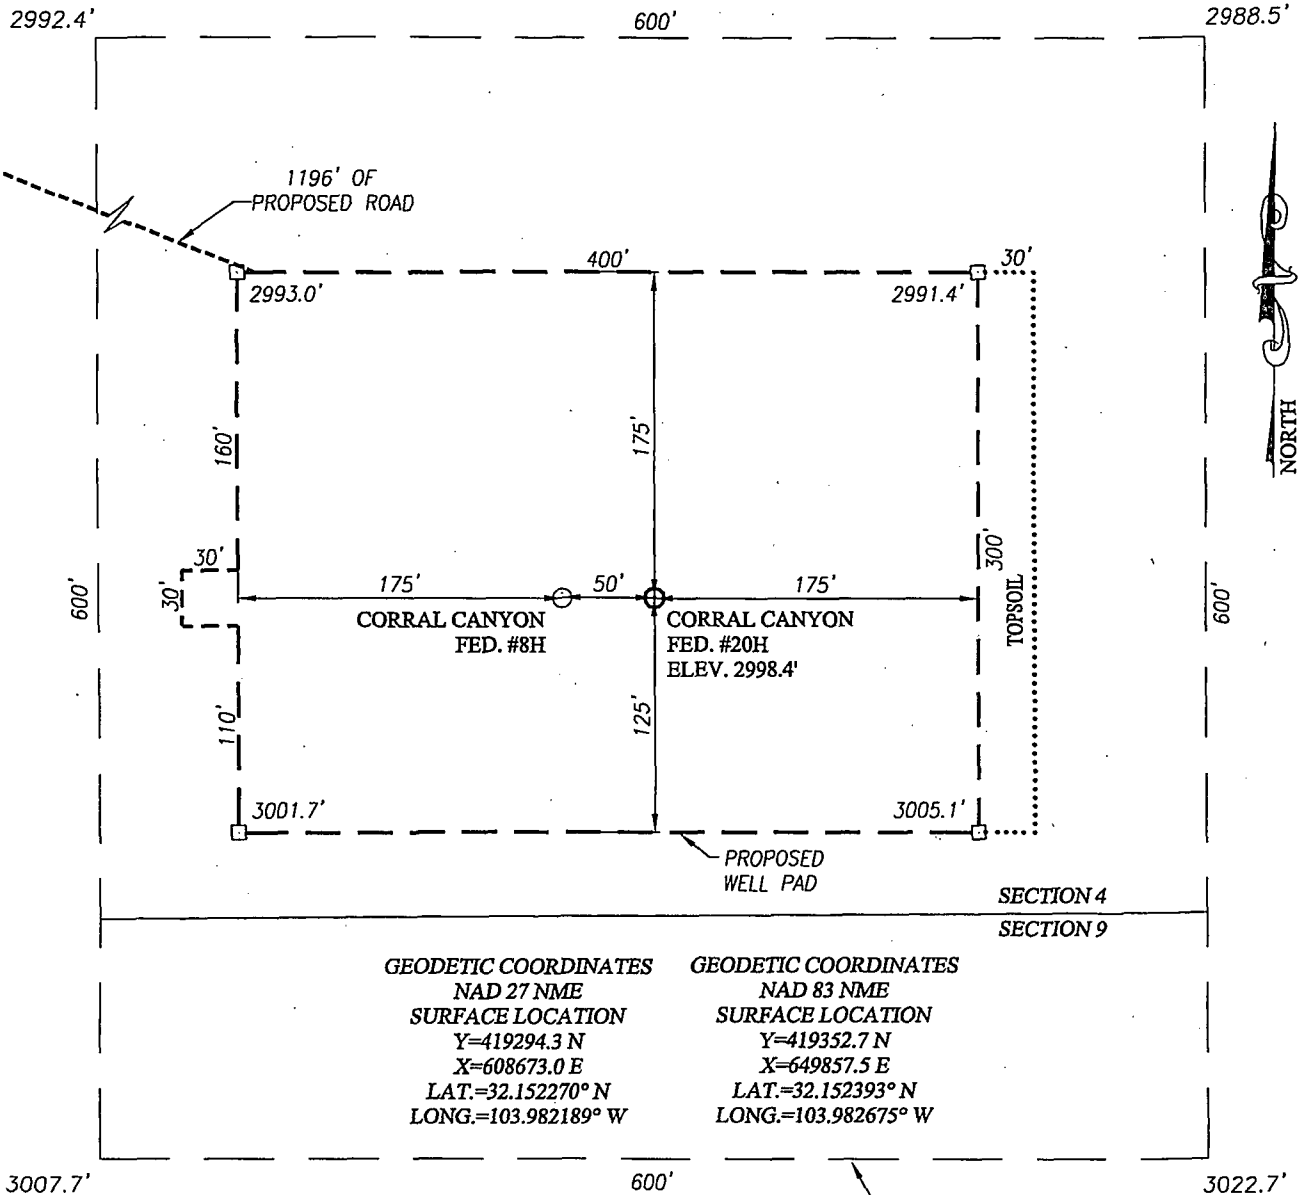 2992.4'
600'
2988.5'
1196' OF
PROPOSED ROAD
400'
30'
2993.0'
2991.4'
NORTH
160'
175'
300'
TOPSOIL
30'
30'
600'
600'
175'
50'
175'
CORRAL CANYON
FED. #8H
CORRAL CANYON
FED. #20H
ELEV. 2998.4'
110'
125'
3001.7'
3005.1'
PROPOSED
WELL PAD
SECTION 4
SECTION 9
GEODETIC COORDINATES
NAD 27 NME
SURFACE LOCATION
Y=419294.3 N
X=608673.0 E
LAT.=32.152270° N
LONG.=103.982189° W
GEODETIC COORDINATES
NAD 83 NME
SURFACE LOCATION
Y=419352.7 N
X=649857.5 E
LAT.=32.152393° N
LONG.=103.982675° W
3007.7'
600'
3022.7'